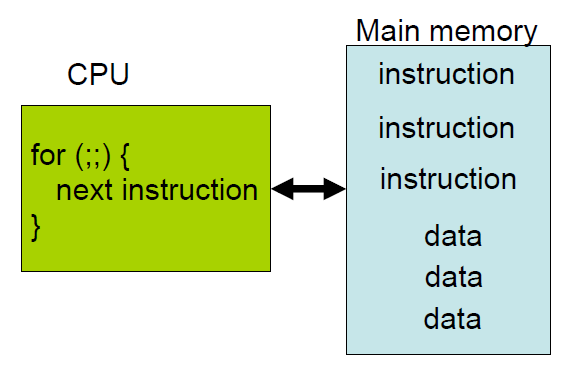 CPU
for (;;) {
next instruction
}
Main memory
instruction
instruction
instruction
data
data
data